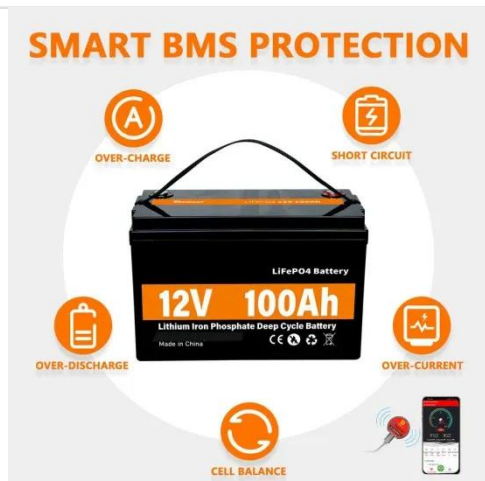 SMART BMS PROTECTION
OVER-CHARGE
SHORT CIRCUIT
LiFePO4 Battery
12V 100Ah
Lithium Iron Phosphate Deep Cycle Battery
Made in China
CE
OVER-DISCHARGE
OVER-CURRENT
CELL BALANCE